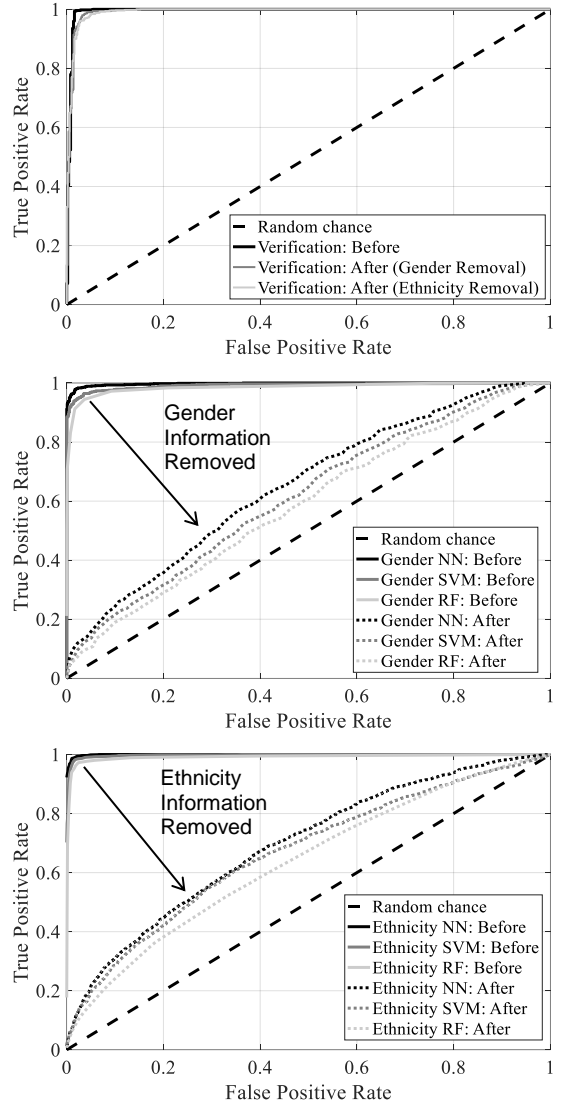 1
0.8
0.6
0.4
0.2
0
True Positive Rate
Random chance
Verification: Before
Verification: After (Gender Removal)
Verification: After (Ethnicity Removal)
0 0.2 0.4 0.6 0.8 1
False Positive Rate
1
0.8
0.6
0.4
0.2
0
True Positive Rate
Gender
Information
Removed
Random chance
Gender NN: Before
Gender SVM: Before
Gender RF: Before
Gender NN: After
Gender SVM: After
Gender RF: After
0 0.2 0.4 0.6 0.8 1
False Positive Rate
1
0.8
0.6
0.4
0.2
0
True Positive Rate
Ethnicity
Information
Removed
Random chance
Ethnicity NN: Before
Ethnicity SVM: Before
Ethnicity RF: Before
Ethnicity NN: After
Ethnicity SVM: After
Ethnicity RF: After
0 0.2 0.4 0.6 0.8 1
False Positive Rate